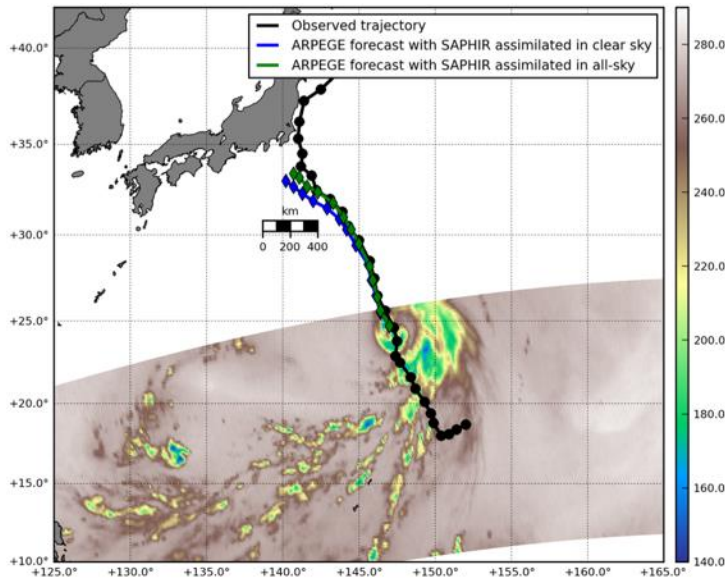 Observed trajectory
ARPEGE forecast with SAPHIR assimilated in clear sky
ARPEGE forecast with SAPHIR assimilated in all-sky
+40.0°
+35.0°
+30.0°
+25.0°
+20.0°
+15.0°
+10.0°
km
0 200 400
+125.0° +130.0° +135.0° +140.0° +145.0° +150.0° +155.0° +160.0° +165.0°
280.0
260.0
240.0
220.0
200.0
180.0
160.0
140.0